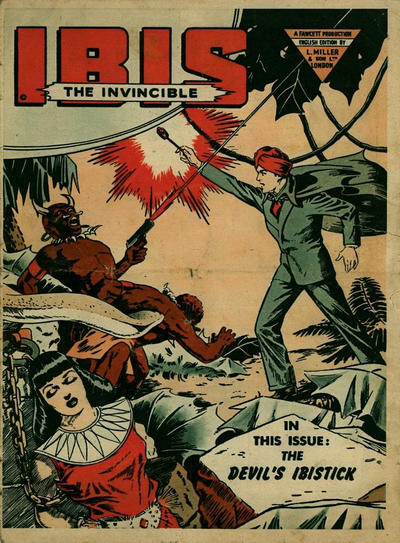 IBIS
THE INVINCIBLE
A FAWCETT PRODUCTION
ENGLISH EDITION BY
L. MILLER
& SON LTD.
LONDON
IN
THIS ISSUE:
THE
DEVIL'S IBISTICK